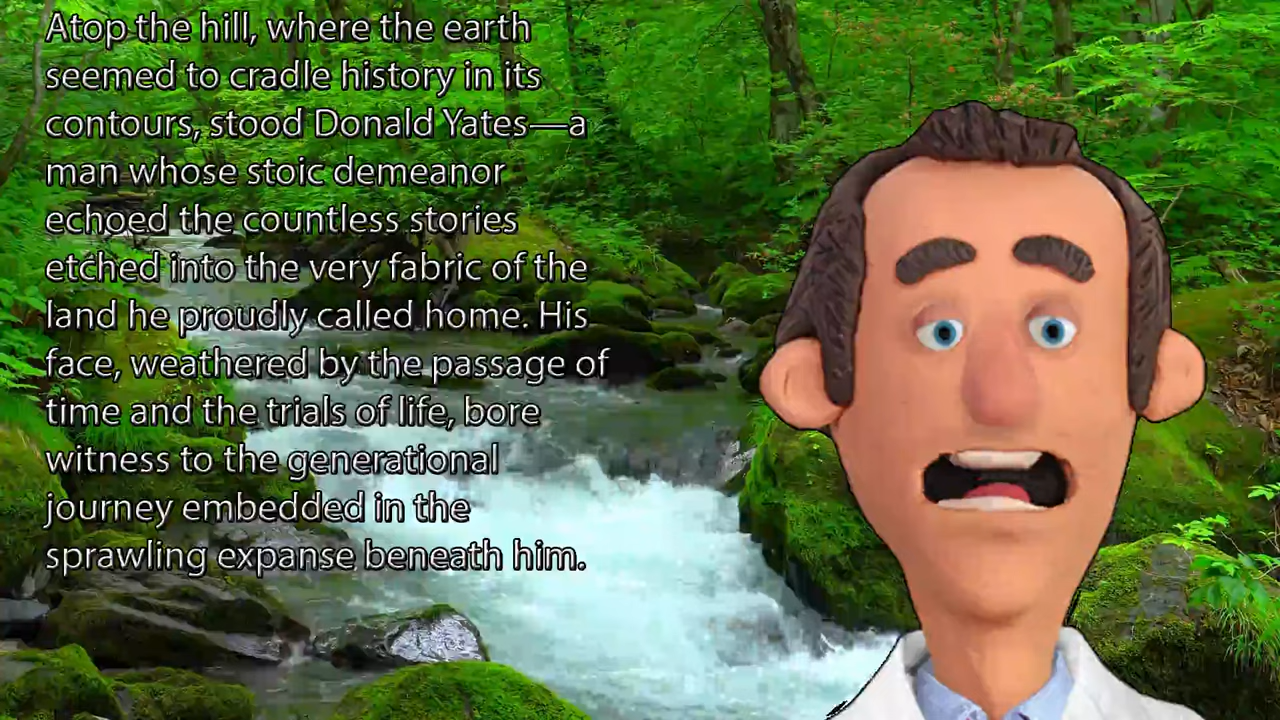 Atop the hill, where the earth
seemed to cradle history in its
contours, stood Donald Yates—a
man whose stoic demeanor
echoed the countless stories
etched into the very fabric of the
land he proudly called home. His
face, weathered by the passage of
time and the trials of life, bore
witness to the generational
journey embedded in the
sprawling expanse beneath him.